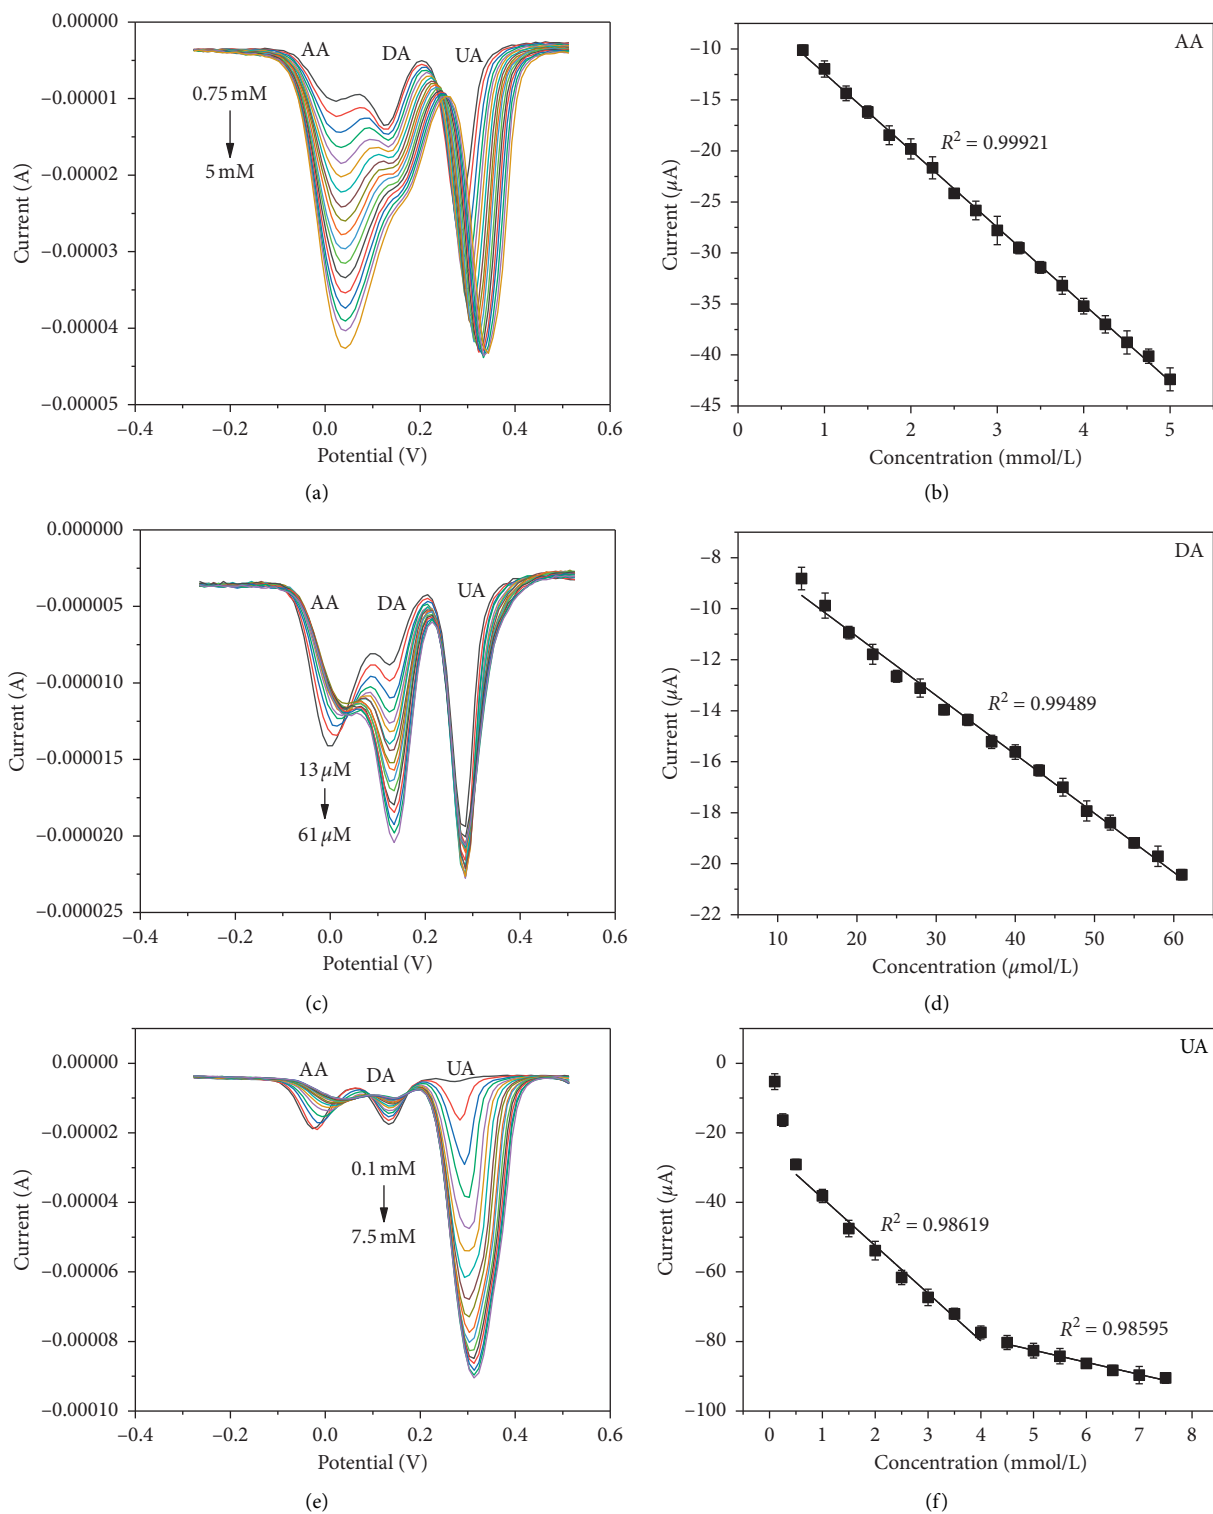 0.00000
−0.00001
−0.00002
−0.00003
−0.00004
−0.00005
Current (A)
AA
DA
UA
0.75 mM
5 mM
−0.4
−0.2
0.0
0.2
0.4
0.6
Potential (V)
(a)
−10
−15
−20
−25
−30
−35
−40
−45
Current (μA)
AA
R² = 0.99921
0
1
2
3
4
5
Concentration (mmol/L)
(b)
0.000000
−0.000005
−0.000010
−0.000015
−0.000020
−0.000025
Current (A)
AA
DA
UA
13 μM
61 μM
−0.4
−0.2
0.0
0.2
0.4
0.6
Potential (V)
(c)
−8
−10
−12
−14
−16
−18
−20
−22
Current (μA)
DA
R² = 0.99489
10
20
30
40
50
60
Concentration (μmol/L)
(d)
0.00000
−0.00002
−0.00004
−0.00006
−0.00008
−0.00010
Current (A)
AA
DA
UA
0.1 mM
7.5 mM
−0.4
−0.2
0.0
0.2
0.4
0.6
Potential (V)
(e)
0
−20
−40
−60
−80
−100
Current (μA)
UA
R² = 0.98619
R² = 0.98595
0
1
2
3
4
5
6
7
8
Concentration (mmol/L)
(f)